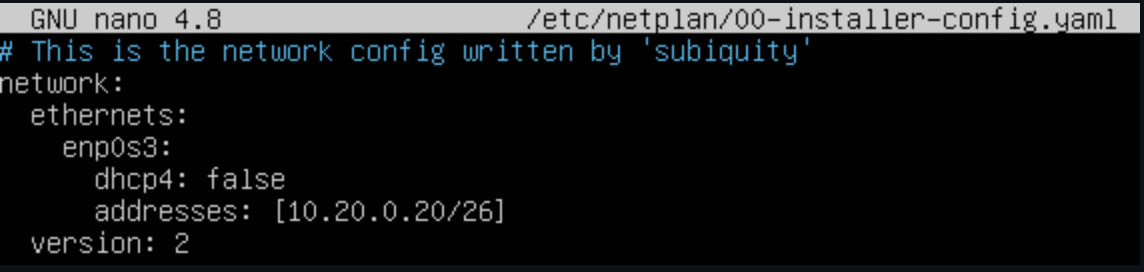 GNU nano 4.8 /etc/netplan/00-installer-config.yaml
# This is the network config written by 'subiquity'
network:
  ethernets:
    enp0s3:
      dhcp4: false
      addresses: [10.20.0.20/26]
  version: 2